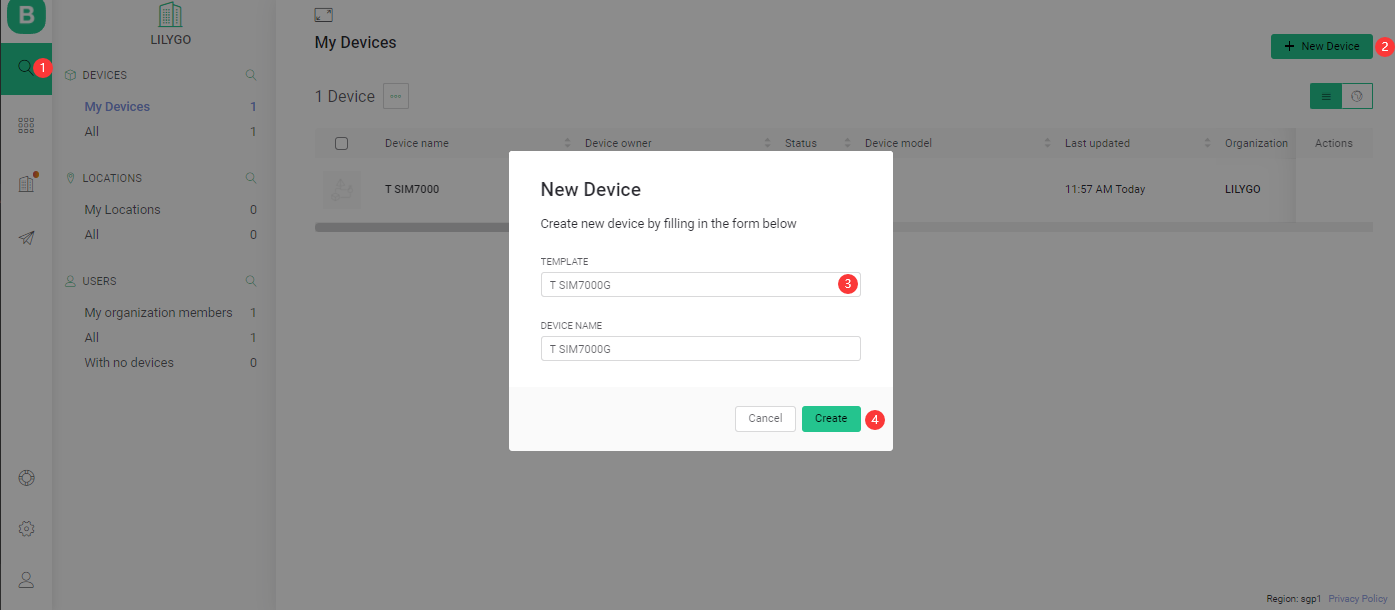 B
LILYGO
1
DEVICES
My Devices 1
All 1
LOCATIONS
My Locations 0
All 0
USERS
My organization members 1
All 1
With no devices 0
My Devices
+ New Device 2
1 Device
Device name Device owner Status Device model Last updated Organization Actions
T SIM7000 11:57 AM Today LILYGO
New Device
Create new device by filling in the form below
TEMPLATE
T SIM7000G 3
DEVICE NAME
T SIM7000G
Cancel Create 4
Region: sgp1 Privacy Policy